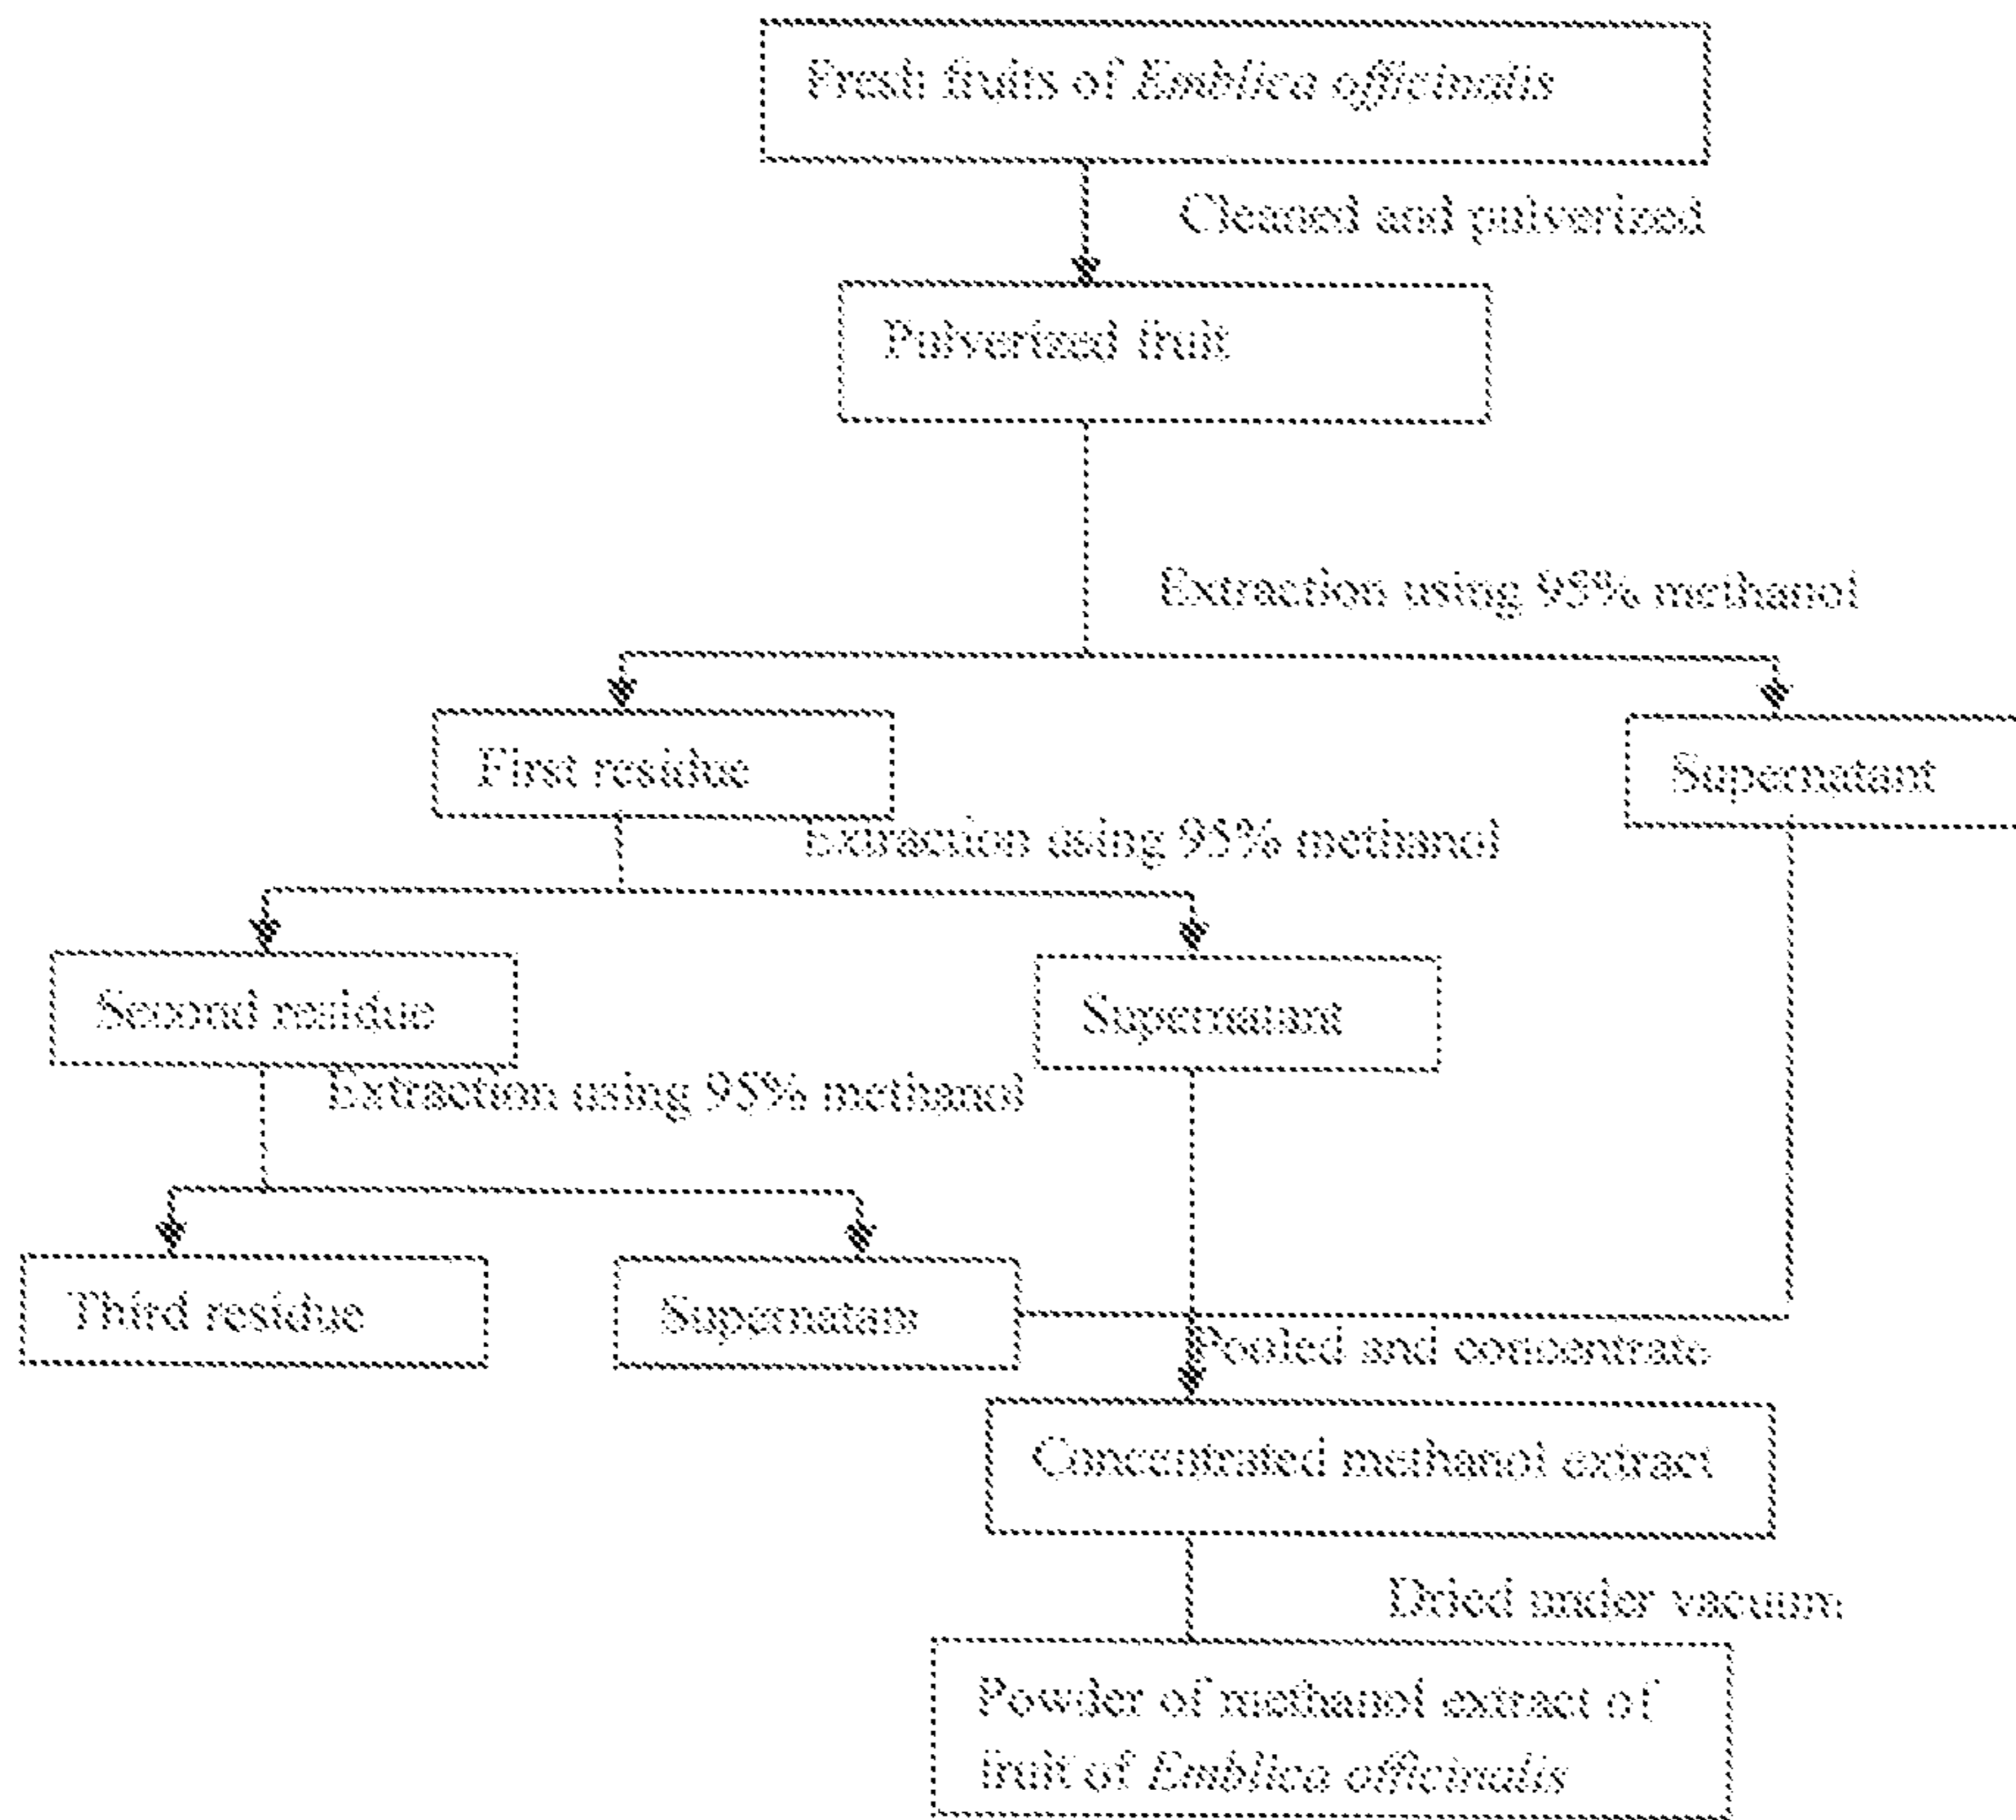 Fresh fruits of Emblica officinalis
Cleaned and pulverized
Pulverized fruit
Extraction using 95% methanol
First residue
Supernatant
Extraction using 95% methanol
Second residue
Supernatant
Extraction using 95% methanol
Third residue
Supernatant
Pouled and concentrate
Concentrated methanol extract
Dried under vacuum
Powder of methanol extract of
fruit of Emblica officinalis